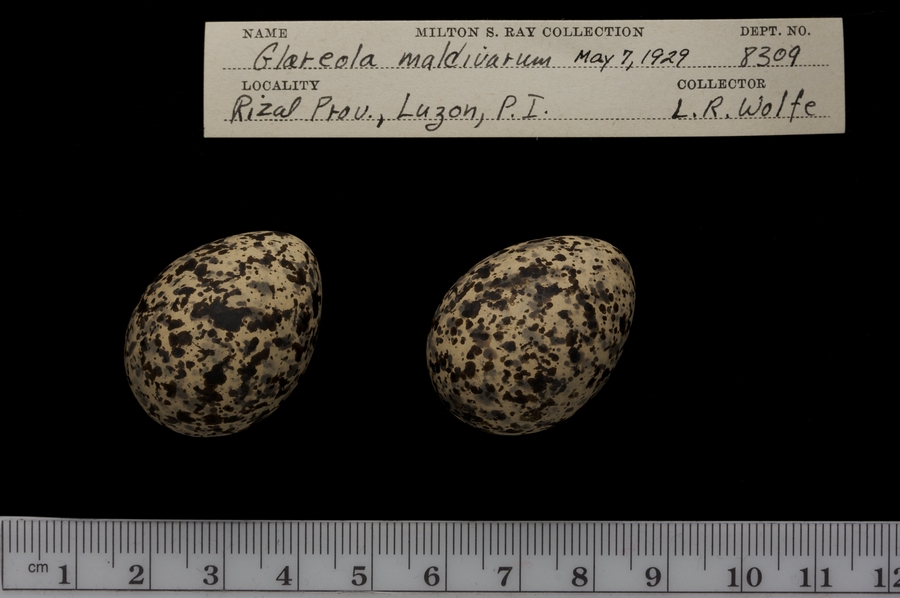 NAME MILTON S. RAY COLLECTION DEPT. NO.
Glareola maldivarum May 7, 1929 8309
LOCALITY COLLECTOR
Rizal Prov., Luzon, P.I. L.R. Wolfe
cm 1 2 3 4 5 6 7 8 9 10 11 12